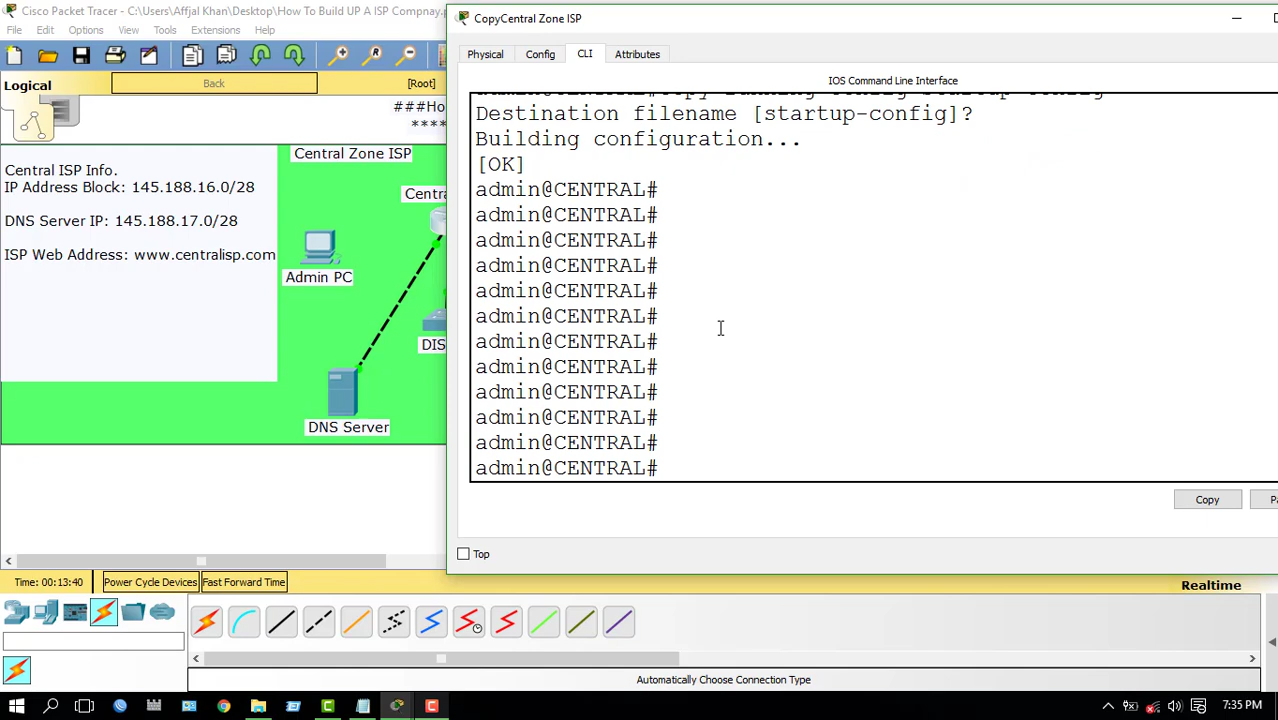 Cisco Packet Tracer - C:\Users\Affjal Khan\Desktop\How To Build UP A ISP Compnay.p
File Edit Options View Tools Extensions Help
Logical
Back
[Root]
###Ho
****
Central Zone ISP
Central ISP Info.
IP Address Block: 145.188.16.0/28
DNS Server IP: 145.188.17.0/28
ISP Web Address: www.centralisp.com
Centra
Admin PC
DIS
DNS Server
CopyCentral Zone ISP
Physical Config CLI Attributes
IOS Command Line Interface
Destination filename [startup-config]?
Building configuration...
[OK]
admin@CENTRAL#
admin@CENTRAL#
admin@CENTRAL#
admin@CENTRAL#
admin@CENTRAL#
admin@CENTRAL#
admin@CENTRAL#
admin@CENTRAL#
admin@CENTRAL#
admin@CENTRAL#
admin@CENTRAL#
admin@CENTRAL#
Copy Pa
Top
Time: 00:13:40 Power Cycle Devices Fast Forward Time
Realtime
Automatically Choose Connection Type
7:35 PM